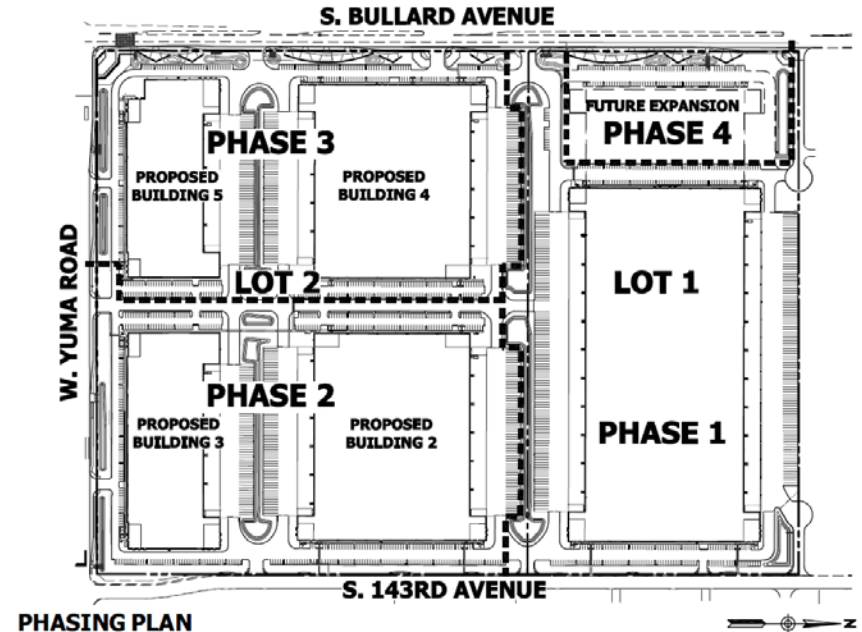 S. BULLARD AVENUE
FUTURE EXPANSION
PHASE 4
PHASE 3
PROPOSED
BUILDING 5
PROPOSED
BUILDING 4
W. YUMA ROAD
LOT 2
LOT 1
PHASE 2
PROPOSED
BUILDING 3
PROPOSED
BUILDING 2
PHASE 1
S. 143RD AVENUE
PHASING PLAN
N